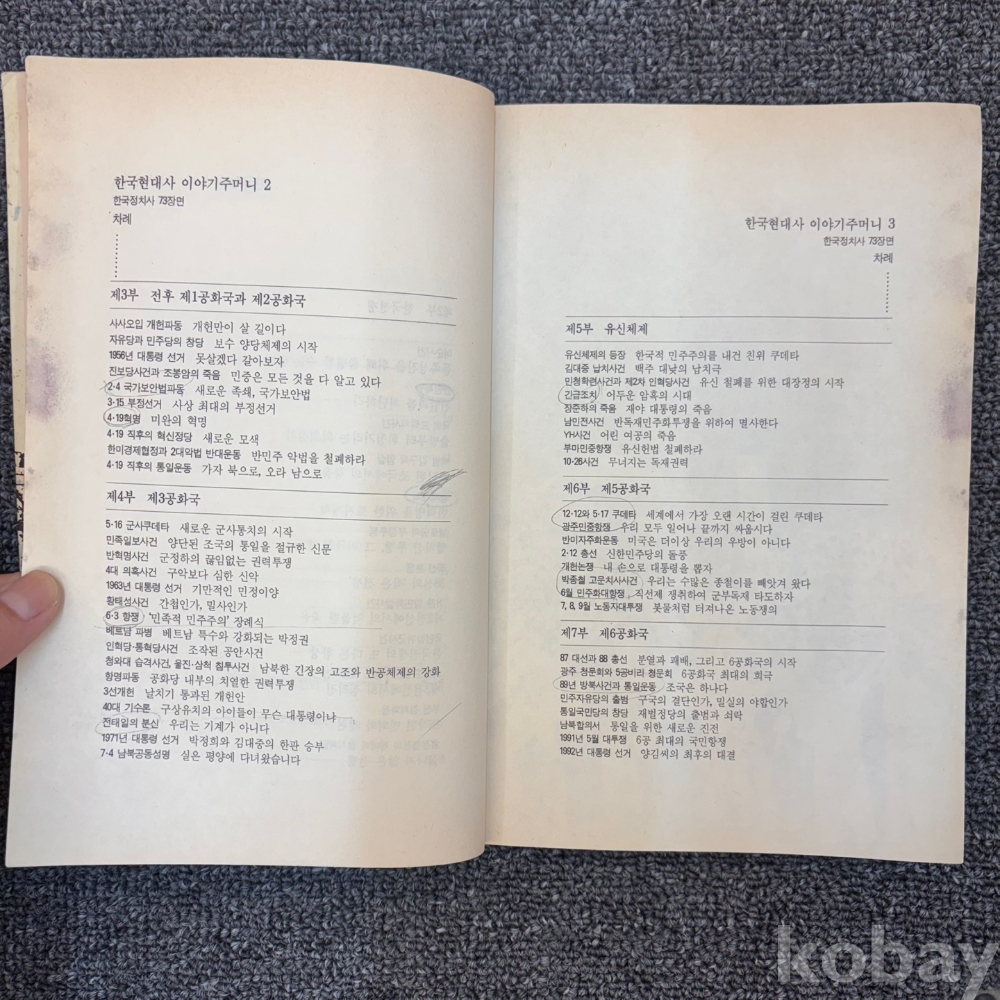 한국현대사 이야기주머니 2
한국정치사 73장면
차례
제3부 전후 제1공화국과 제2공화국
사사오입 개헌파동 개헌만이 살 길이다
자유당과 민주당의 창당 보수 양당체제의 시작
1956년 대통령 선거 못살겠다 갈아보자
진보당사건과 조봉암의 죽음 민중은 모든 것을 다 알고 있다
2·4 국가보안법파동 새로운 족쇄, 국가보안법
3·15 부정선거 사상 최대의 부정선거
4·19혁명 미완의 혁명
4·19 직후의 혁신정당 새로운 모색
한미경제협정과 2대악법 반대운동 반민주 악법을 철폐하라
4·19 직후의 통일운동 가자 북으로, 오라 남으로
제4부 제3공화국
5·16 군사쿠데타 새로운 군사통치의 시작
민족일보사건 양단된 조국의 통일을 절규한 신문
반혁명사건 군정하의 끊임없는 권력투쟁
4대 의혹사건 구악보다 심한 신악
1963년 대통령 선거 기만적인 민정이양
황태성사건 간첩인가, 밀사인가
6·3 항쟁 '민족적 민주주의' 장례식
베트남 파병 베트남 특수와 강화되는 박정권
인혁당·통혁당사건 조작된 공안사건
청와대 습격사건, 울진·삼척 침투사건 남북한 긴장의 고조와 반공체제의 강화
항명파동 공화당 내부의 치열한 권력투쟁
3선개헌 날치기 통과된 개헌안
40대 기수론 구상유치의 아이들이 무슨 대통령이냐
전태일의 분신 우리는 기계가 아니다
1971년 대통령 선거 박정희와 김대중의 한판 승부
7·4 남북공동성명 실은 평양에 다녀왔습니다
한국현대사 이야기주머니 3
한국정치사 73장면
차례
제5부 유신체제
유신체제의 등장 한국적 민주주의를 내건 친위 쿠데타
김대중 납치사건 백주 대낮의 납치극
민청학련사건과 제2차 인혁당사건 유신 철폐를 위한 대장정의 시작
긴급조치 어두운 암흑의 시대
장준하의 죽음 재야 대통령의 죽음
남민전사건 반독재민주화투쟁을 위하여 멸사한다
YH사건 어린 여공의 죽음
부마민중항쟁 유신헌법 철폐하라
10·26사건 무너지는 독재권력
제6부 제5공화국
12·12와 5·17 쿠데타 세계에서 가장 오랜 시간이 걸린 쿠데타
광주민중항쟁 우리 모두 일어나 끝까지 싸웁시다
반미자주화운동 미국은 더이상 우리의 우방이 아니다
2·12 총선 신한민주당의 돌풍
개헌논쟁 내 손으로 대통령을 뽑자
박종철 고문치사사건 우리는 수많은 종철이를 빼앗겨 왔다
6월 민주화대항쟁 직선제 쟁취하여 군부독재 타도하자
7, 8, 9월 노동자대투쟁 봇물처럼 터져나온 노동쟁의
제7부 제6공화국
87 대선과 88 총선 분열과 패배, 그리고 6공화국의 시작
광주 청문회와 5공비리 청문회 6공화국 최대의 희극
89년 방북사건과 통일운동 조국은 하나다
민주자유당의 출범 구국의 결단인가, 밀실의 야합인가
통일국민당의 창당 재벌정당의 출범과 쇠락
남북합의서 통일을 위한 새로운 진전
1991년 5월 대투쟁 6공 최대의 국민항쟁
1992년 대통령 선거 양김씨의 최후의 대결
kobay